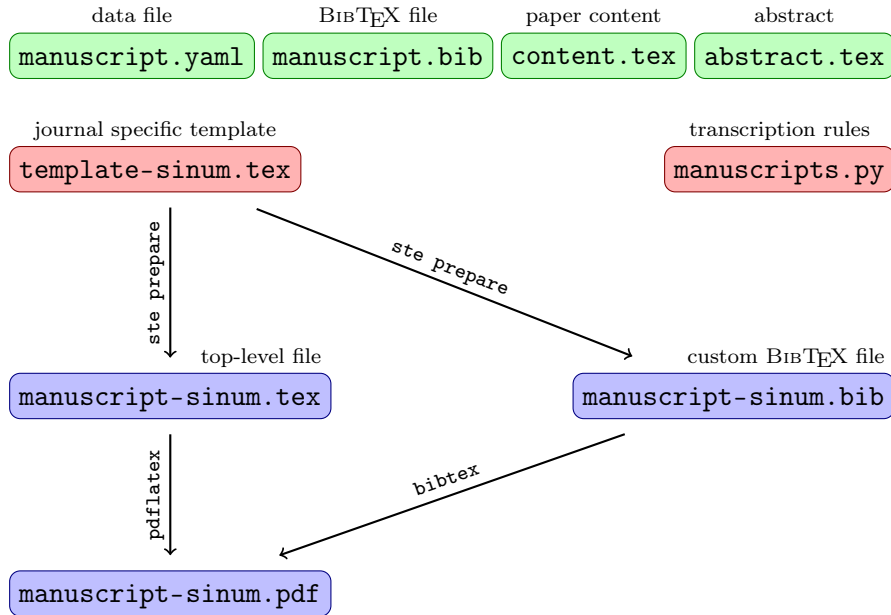 data file
BIBTEX file
paper content
abstract
manuscript.yaml
manuscript.bib
content.tex
abstract.tex
journal specific template
transcription rules
template-sinum.tex
manuscripts.py
ste prepare
ste prepare
top-level file
custom BIBTEX file
manuscript-sinum.tex
manuscript-sinum.bib
pdflatex
bibtex
manuscript-sinum.pdf